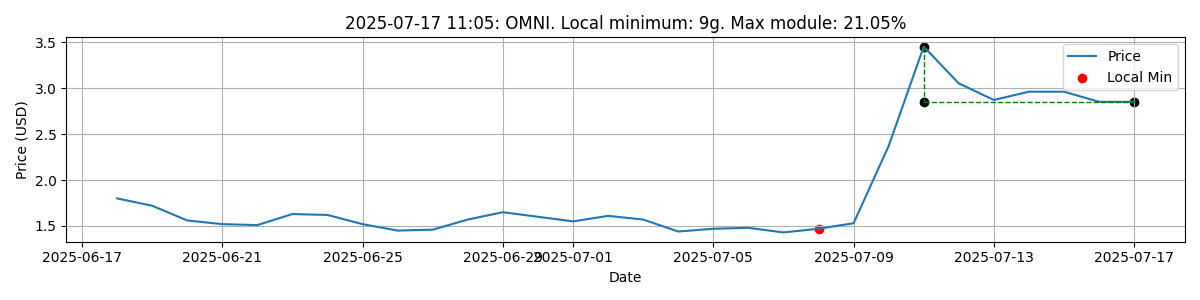 2025-07-17 11:05: OMNI. Local minimum: 9g. Max module: 21.05%
Price (USD)
3.5
3.0
2.5
2.0
1.5
Price
Local Min
2025-06-17 2025-06-21 2025-06-25 2025-06-29 2025-07-01 2025-07-05 2025-07-09 2025-07-13 2025-07-17
Date